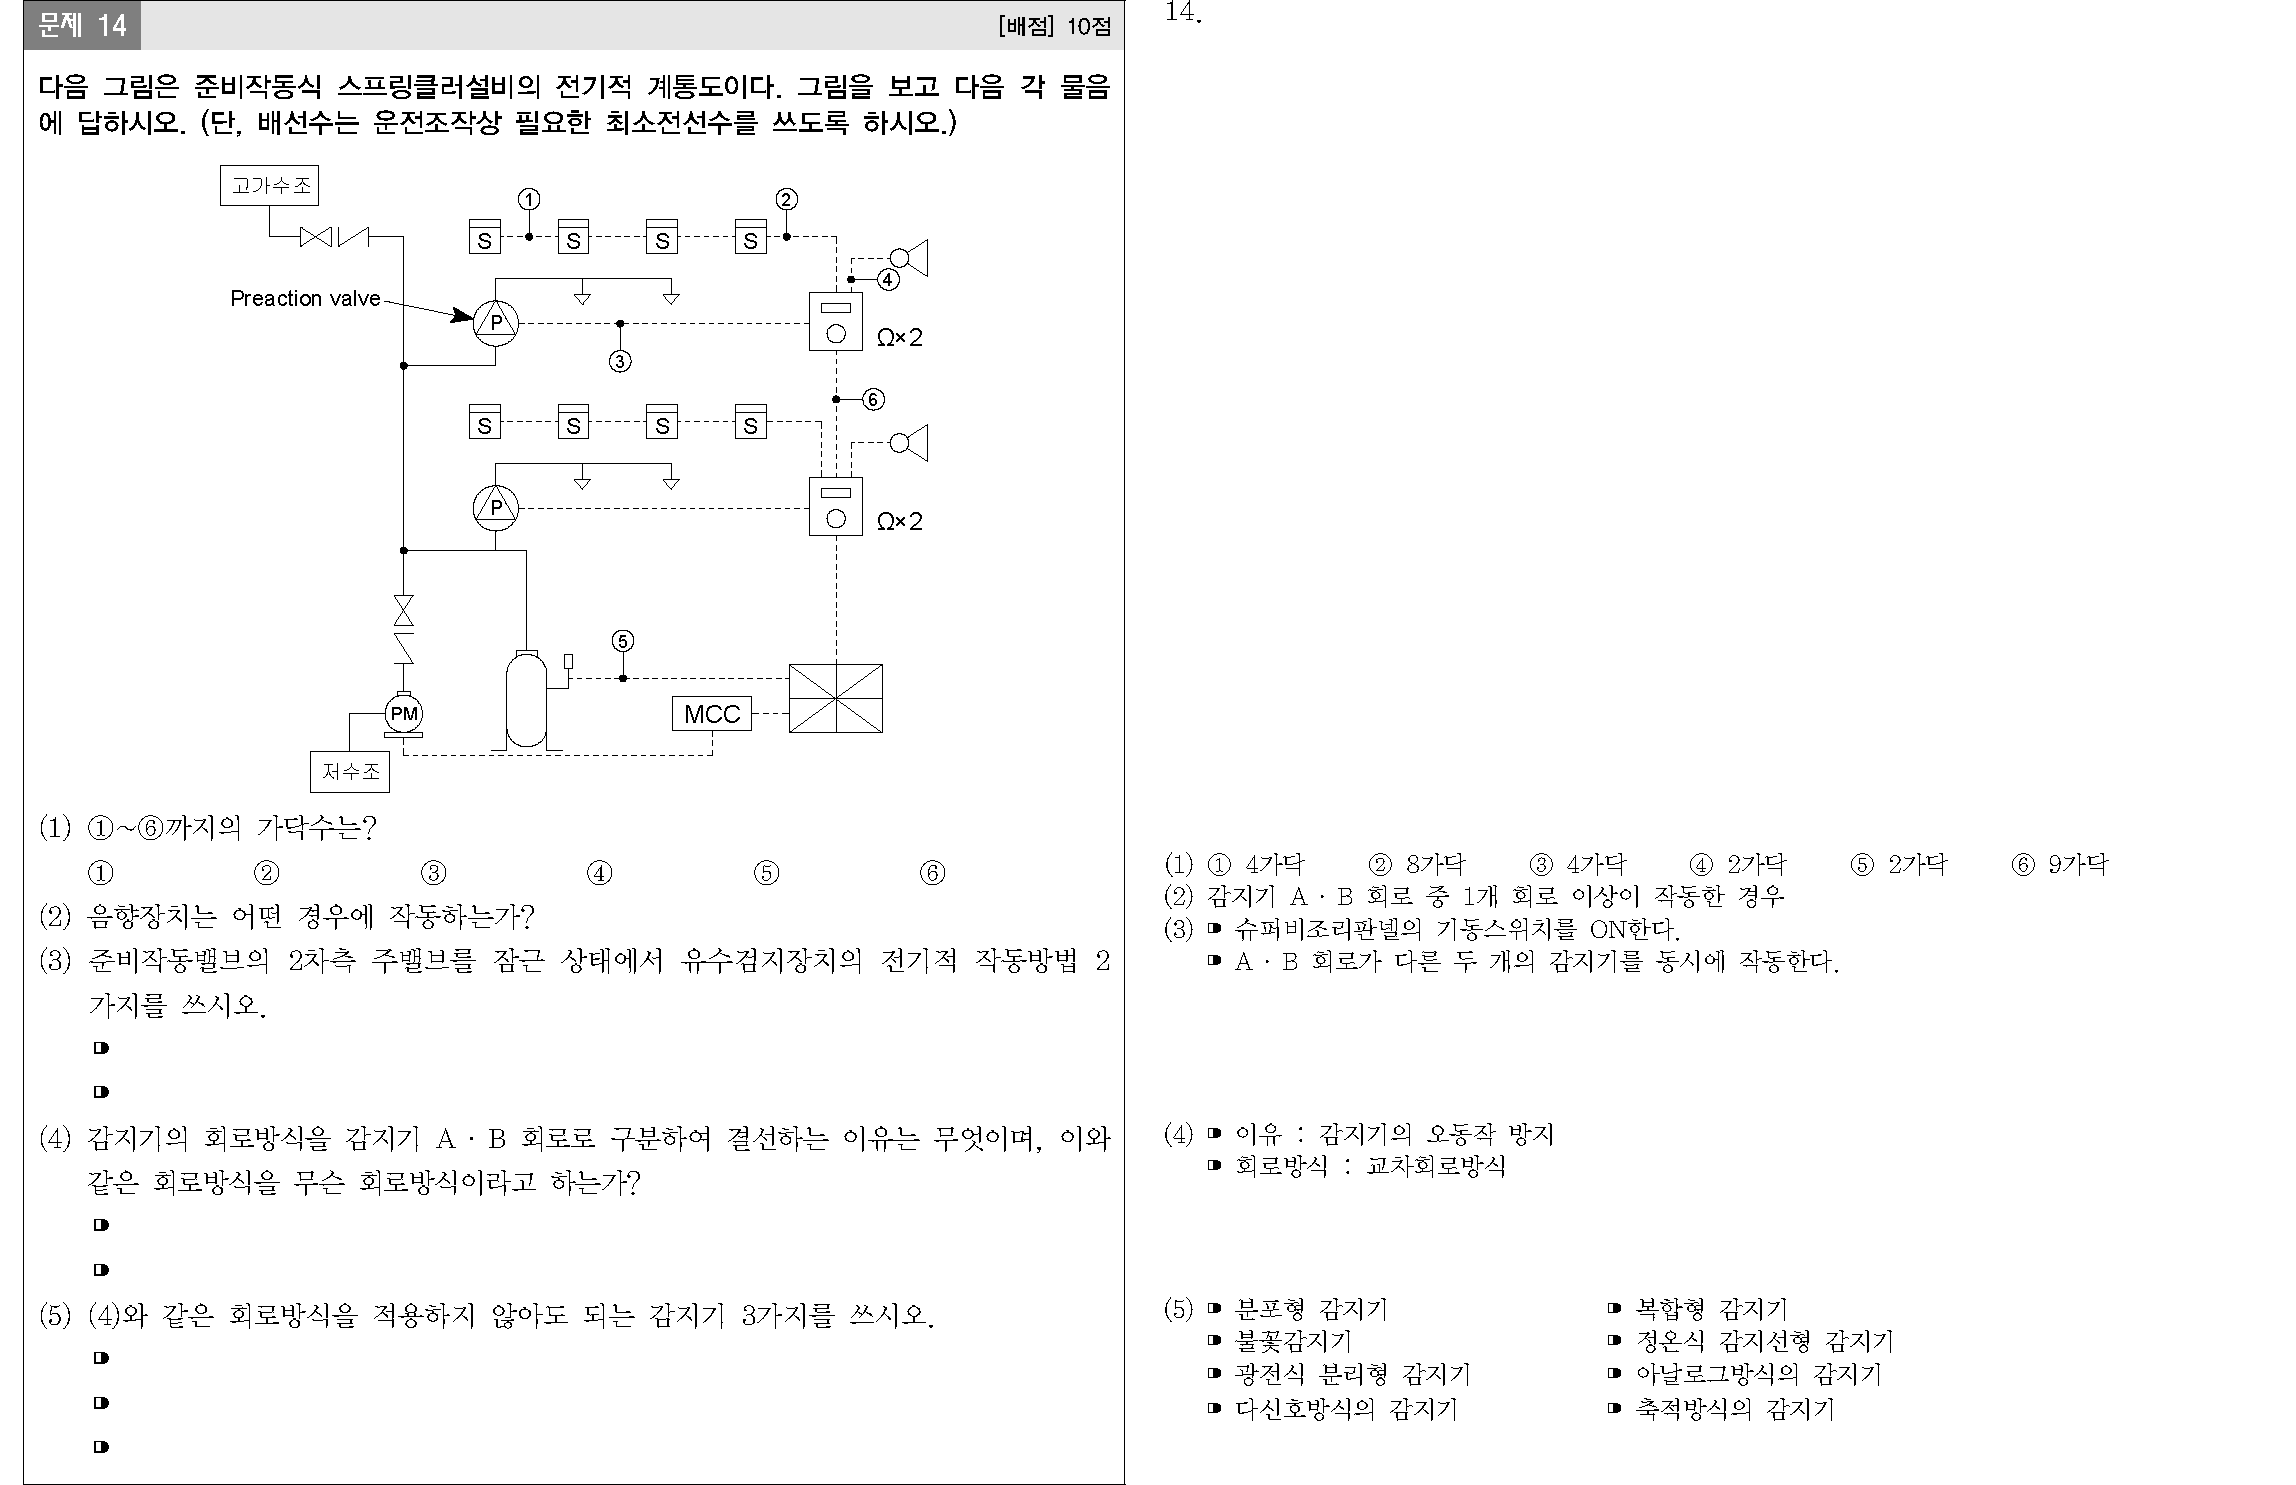 문제 14
[배점] 10점
다음 그림은 준비작동식 스프링클러설비의 전기적 계통도이다. 그림을 보고 다음 각 물음
에 답하시오. (단, 배선수는 운전조작상 필요한 최소전선수를 쓰도록 하시오.)
고가수조
① ②
S S S S
④
Preaction valve
P
Ω×2
③
⑥
S S S S
P
Ω×2
⑤
PM
MCC
저수조
(1) ①~⑥까지의 가닥수는?
① ② ③ ④ ⑤ ⑥
(2) 음향장치는 어떤 경우에 작동하는가?
(3) 준비작동밸브의 2차측 주밸브를 잠근 상태에서 유수검지장치의 전기적 작동방법 2
가지를 쓰시오.
(4) 감지기의 회로방식을 감지기 A · B 회로로 구분하여 결선하는 이유는 무엇이며, 이와
같은 회로방식을 무슨 회로방식이라고 하는가?
(5) (4)와 같은 회로방식을 적용하지 않아도 되는 감지기 3가지를 쓰시오.
14.
(1) ① 4가닥 ② 8가닥 ③ 4가닥 ④ 2가닥 ⑤ 2가닥 ⑥ 9가닥
(2) 감지기 A · B 회로 중 1개 회로 이상이 작동한 경우
(3) 슈퍼비조리판넬의 기동스위치를 ON한다.
A · B 회로가 다른 두 개의 감지기를 동시에 작동한다.
(4) 이유 : 감지기의 오동작 방지
회로방식 : 교차회로방식
(5) 분포형 감지기 복합형 감지기
불꽃감지기 정온식 감지선형 감지기
광전식 분리형 감지기 아날로그방식의 감지기
다신호방식의 감지기 축적방식의 감지기